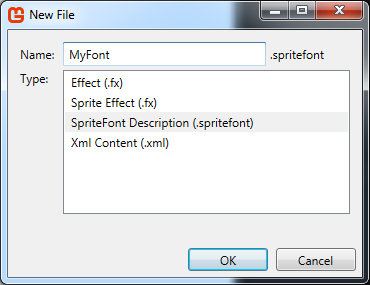 New File
Name: MyFont .spritefont
Type:
Effect (.fx)
Sprite Effect (.fx)
SpriteFont Description (.spritefont)
Xml Content (.xml)
OK Cancel